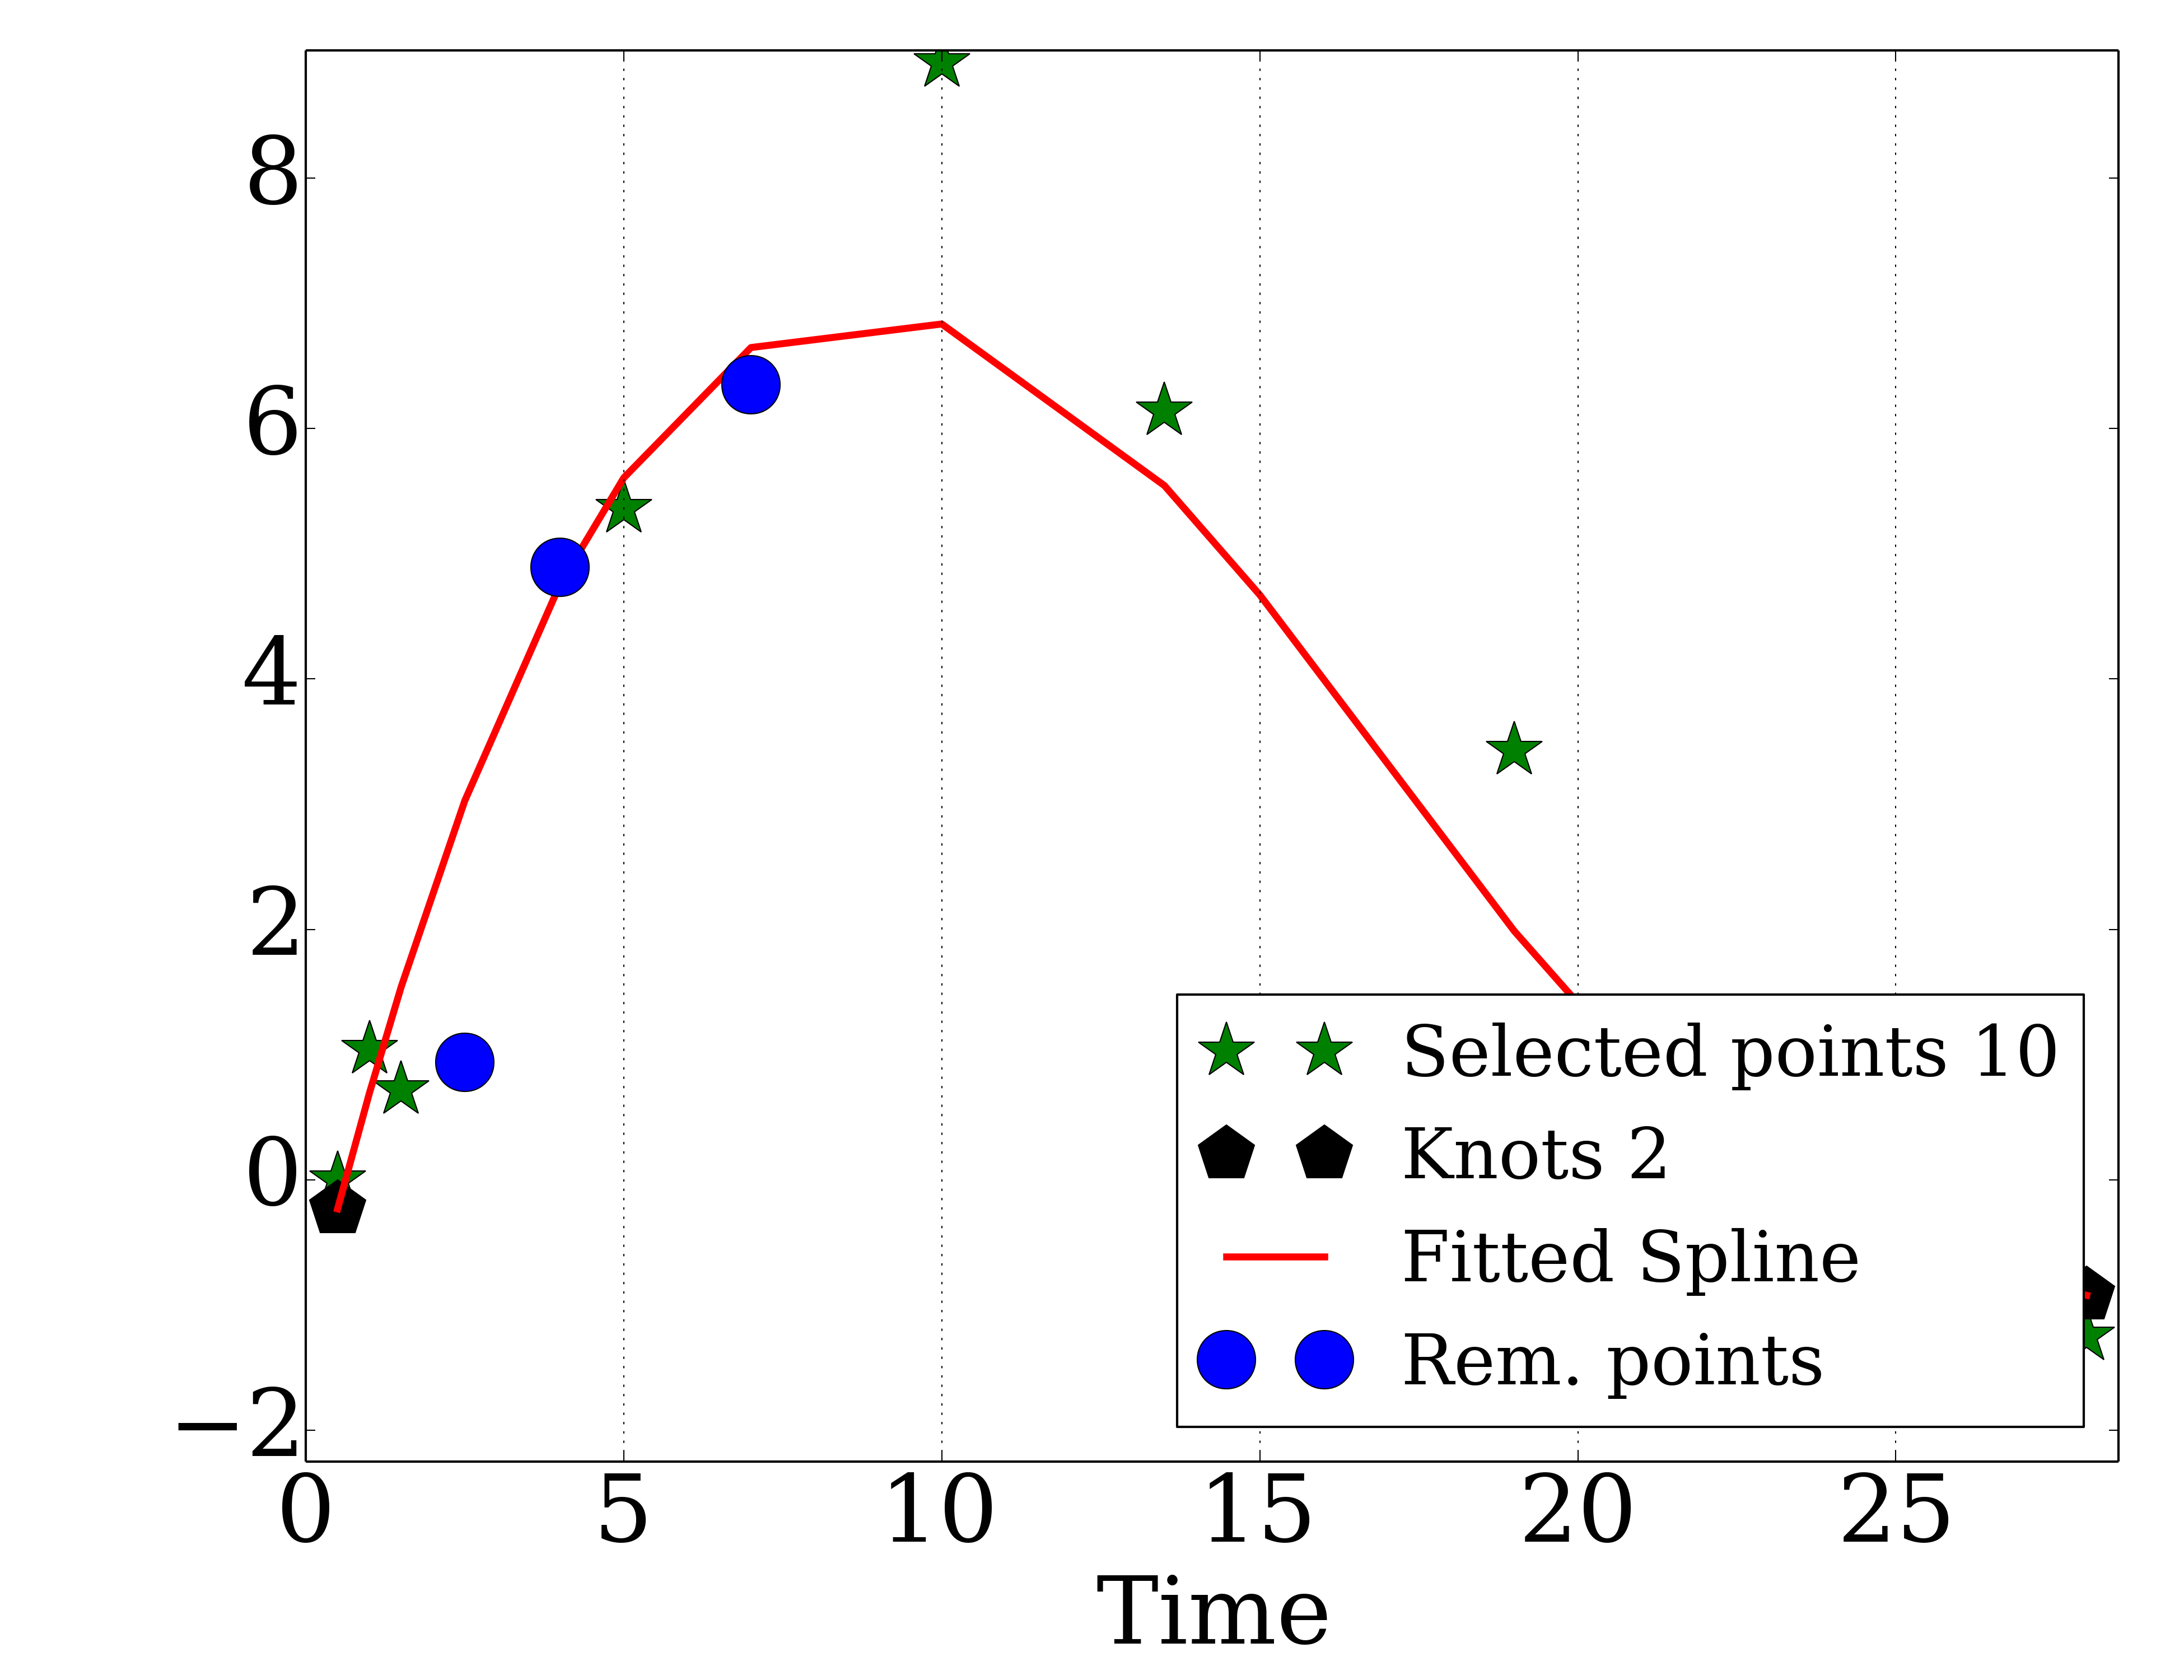 8
6
4
2
0
−2
0 5 10 15 20 25
Time
Selected points 10
Knots 2
Fitted Spline
Rem. points